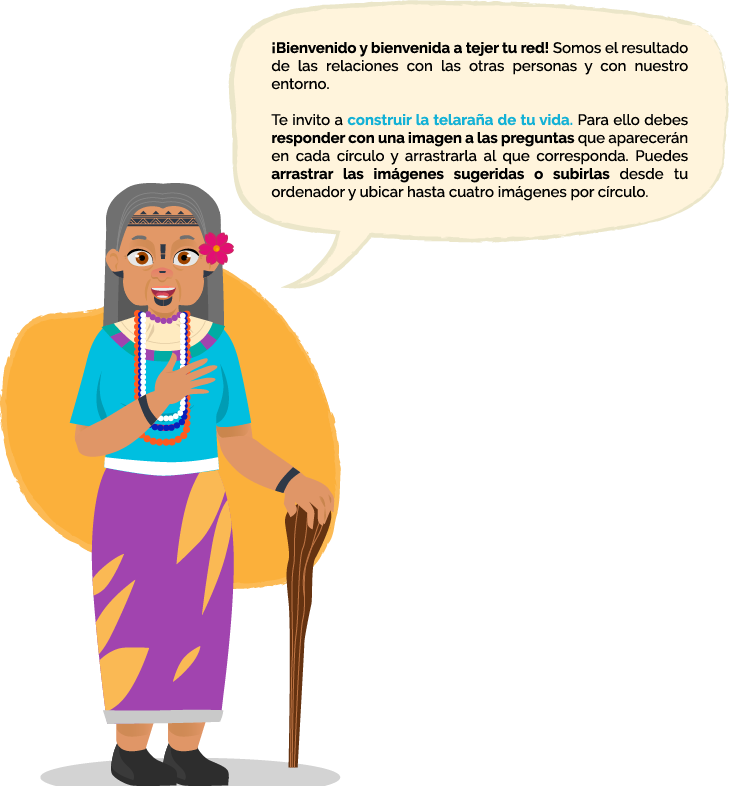 ¡Bienvenido y bienvenida a tejer tu red! Somos el resultado
de las relaciones con las otras personas y con nuestro
entorno.
Te invito a construir la telaraña de tu vida. Para ello debes
responder con una imagen a las preguntas que aparecerán
en cada círculo y arrastrarla al que corresponda. Puedes
arrastrar las imágenes sugeridas o subirlas desde tu
ordenador y ubicar hasta cuatro imágenes por círculo.